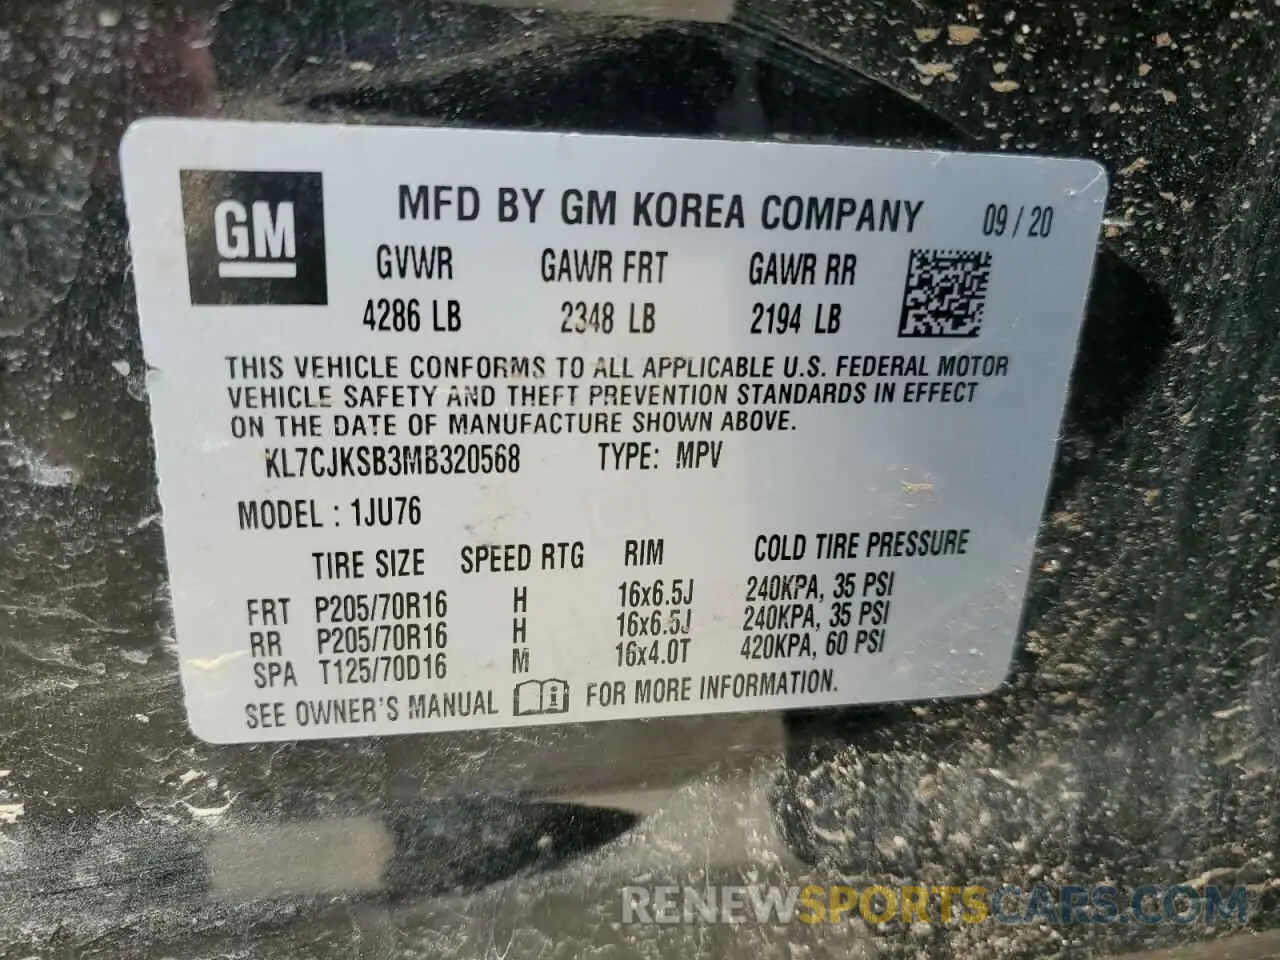 GM
MFD BY GM KOREA COMPANY 09 / 20
GVWR GAWR FRT GAWR RR
4286 LB 2348 LB 2194 LB
THIS VEHICLE CONFORMS TO ALL APPLICABLE U.S. FEDERAL MOTOR
VEHICLE SAFETY AND THEFT PREVENTION STANDARDS IN EFFECT
ON THE DATE OF MANUFACTURE SHOWN ABOVE.
KL7CJKSB3MB320568 TYPE: MPV
MODEL : 1JU76
TIRE SIZE SPEED RTG RIM COLD TIRE PRESSURE
FRT P205/70R16 H 16x6.5J 240KPA, 35 PSI
RR P205/70R16 H 16x6.5J 240KPA, 35 PSI
SPA T125/70D16 M 16x4.0T 420KPA, 60 PSI
SEE OWNER'S MANUAL i FOR MORE INFORMATION.
RENEWSPORTSCARS.COM